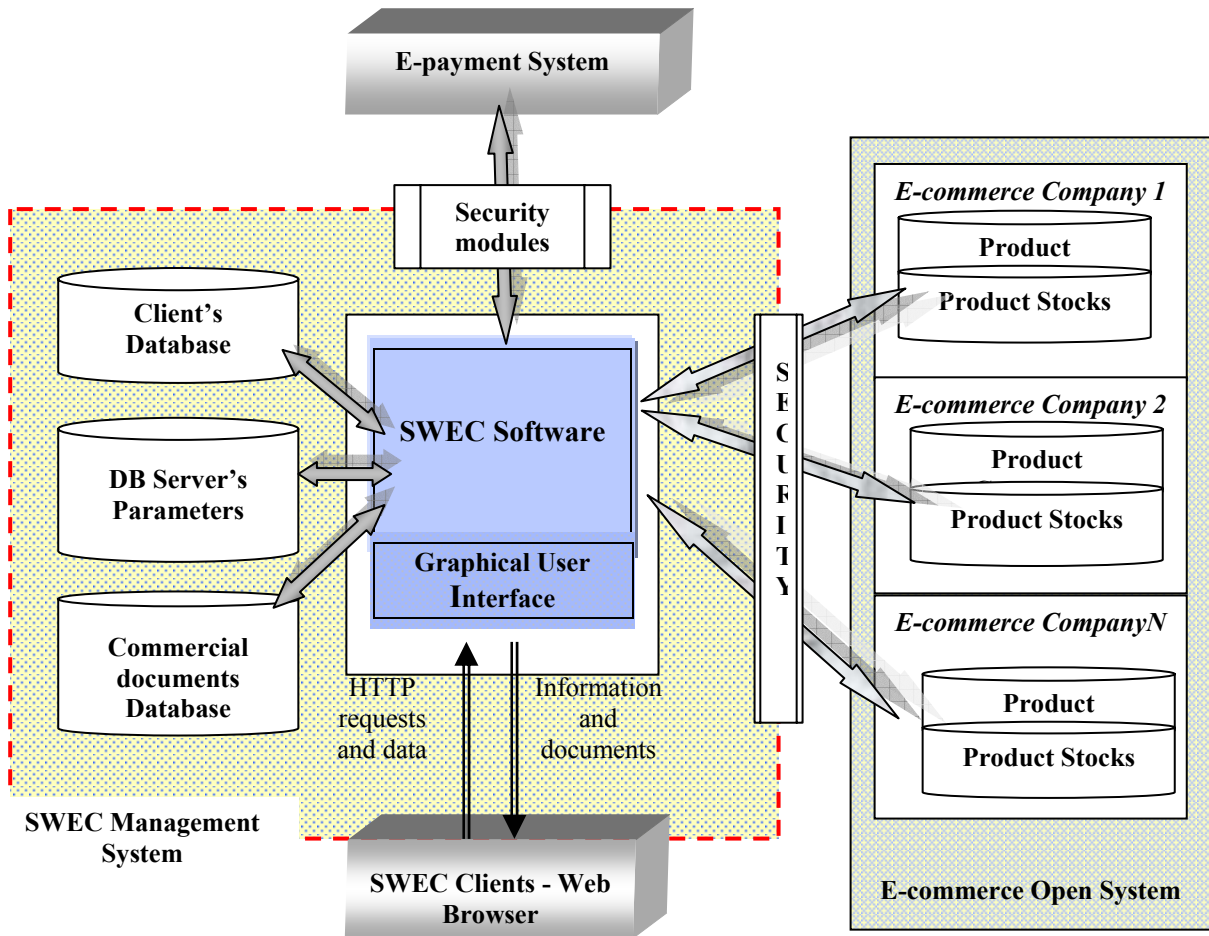 E-payment System
Security
modules
Client's
Database
DB Server's
Parameters
Commercial
documents
Database
SWEC Software
Graphical User
Interface
HTTP
requests
and data
Information
and
documents
SWEC Management
System
SWEC Clients - Web
Browser
S
E
C
U
R
I
T
Y
E-commerce Company 1
Product
Product Stocks
E-commerce Company 2
Product
Product Stocks
E-commerce CompanyN
Product
Product Stocks
E-commerce Open System